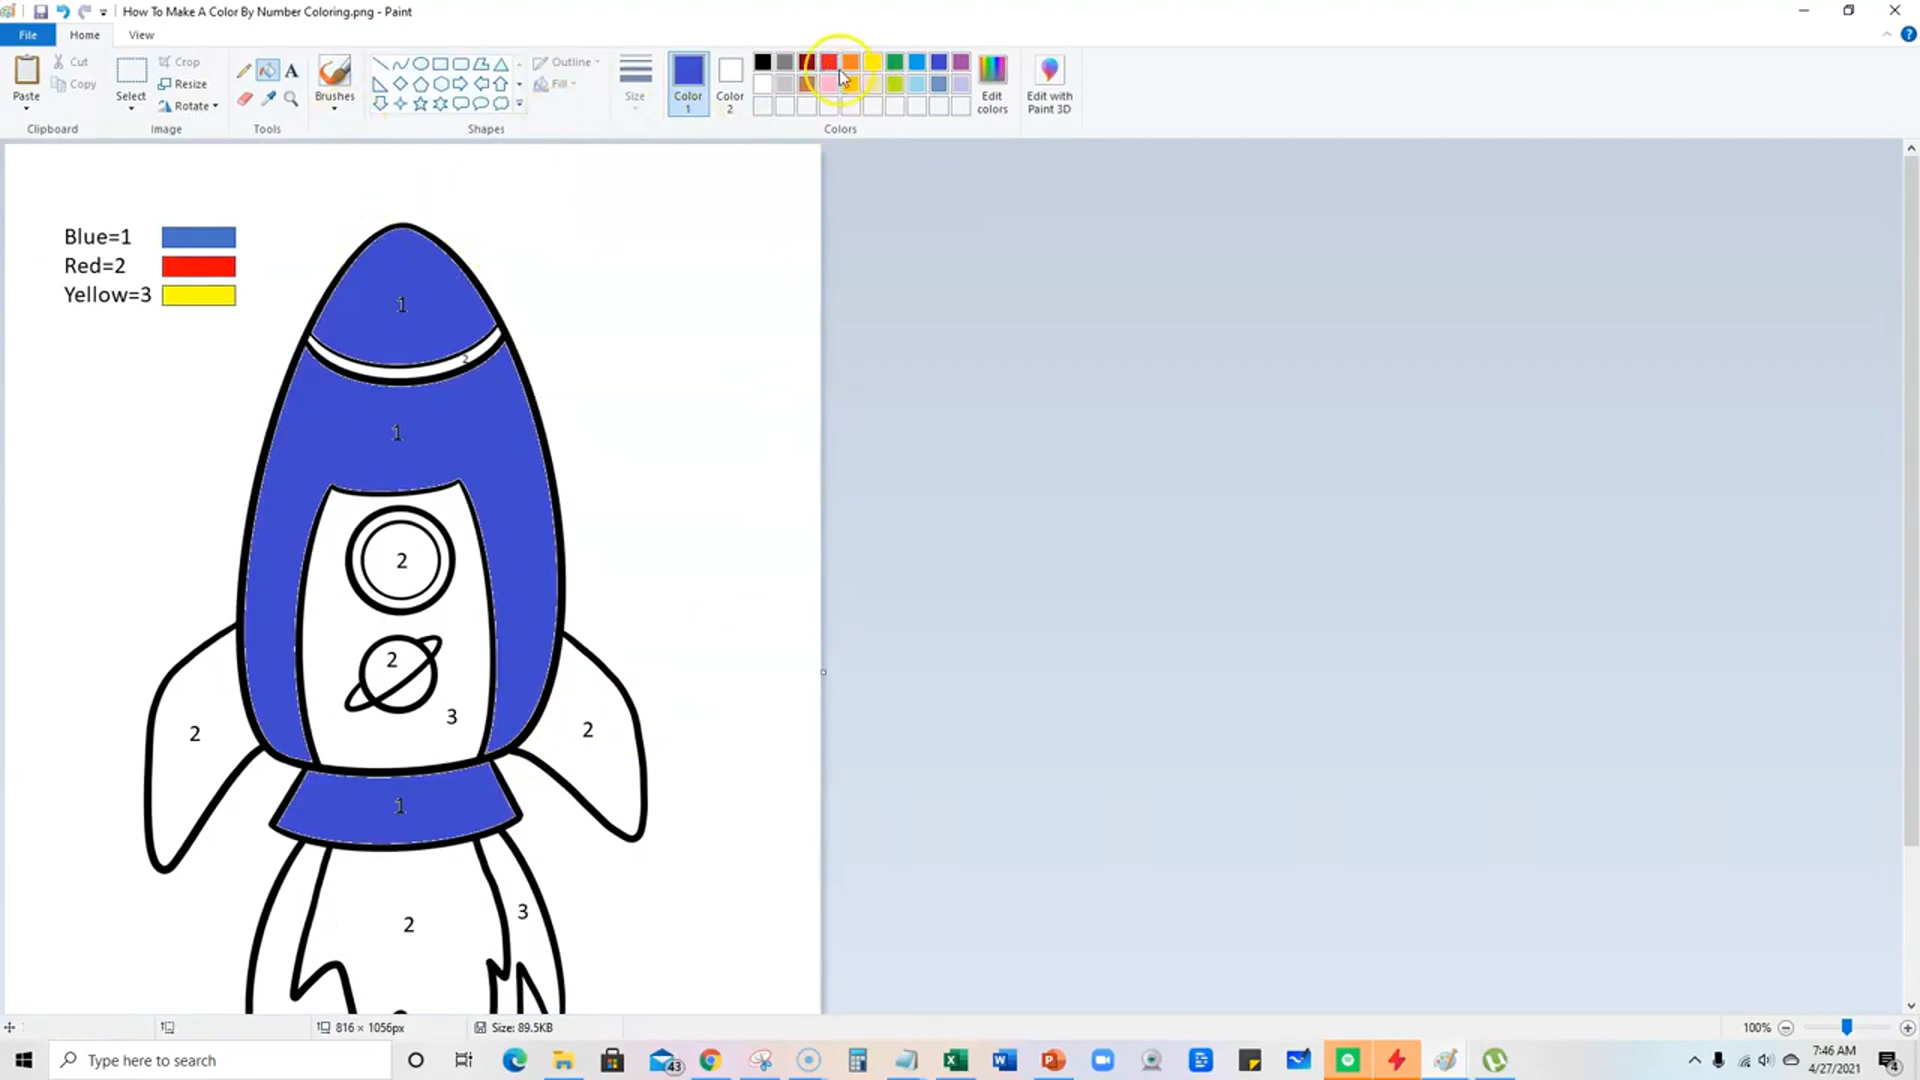 How To Make A Color By Number Coloring.png - Paint
File Home View
Paste Cut Copy
Clipboard
Select Crop Resize Rotate
Image
A
Tools
Brushes
Shapes
Outline
Fill
Size
Color 1
Color 2
Colors
Edit colors
Edit with Paint 3D
Blue=1
Red=2
Yellow=3
1
2
1
2
2
3
2
2
1
3
2
816 × 1056px
Size: 89.5KB
100%
Type here to search
43
7:46 AM
4/27/2021
4